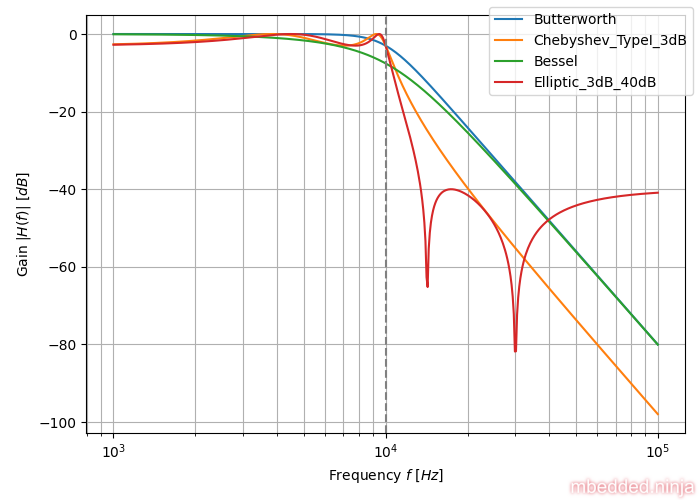 Butterworth
Chebyshev_TypeI_3dB
Bessel
Elliptic_3dB_40dB
0
−20
−40
−60
−80
−100
Gain |H(f)| [dB]
10³
10⁴
10⁵
Frequency f [Hz]
mbedded.ninja